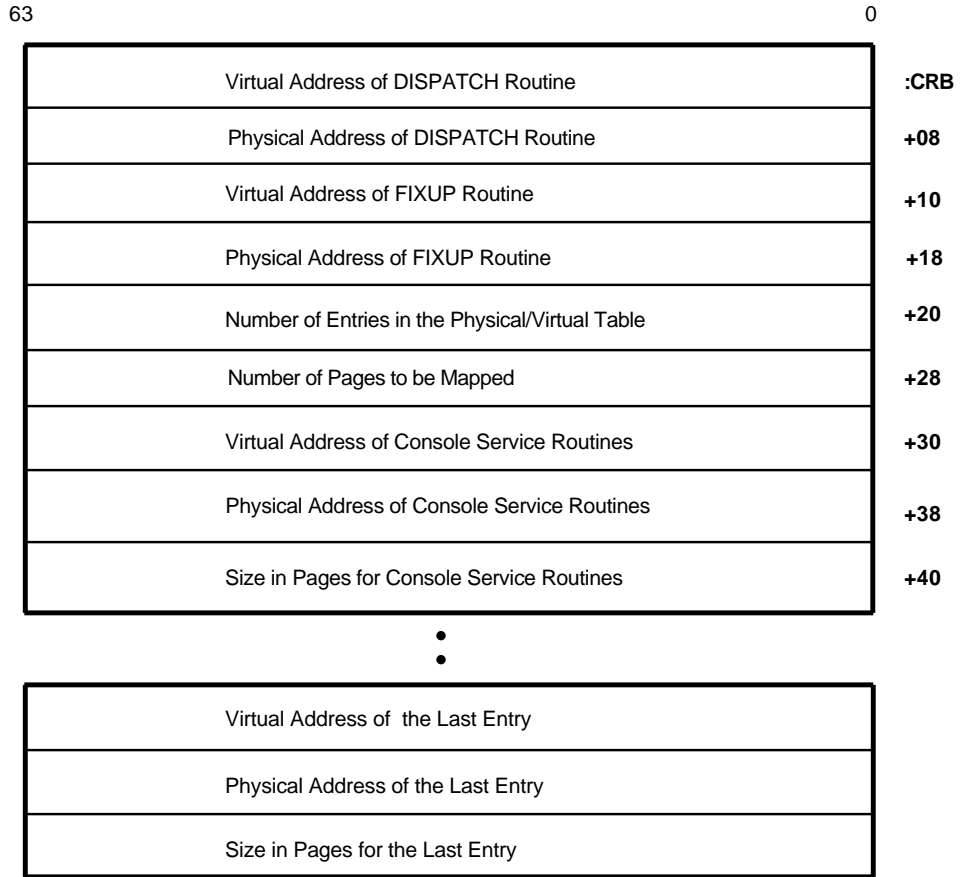 63 0
Virtual Address of DISPATCH Routine :CRB
Physical Address of DISPATCH Routine +08
Virtual Address of FIXUP Routine +10
Physical Address of FIXUP Routine +18
Number of Entries in the Physical/Virtual Table +20
Number of Pages to be Mapped +28
Virtual Address of Console Service Routines +30
Physical Address of Console Service Routines +38
Size in Pages for Console Service Routines +40
Virtual Address of the Last Entry
Physical Address of the Last Entry
Size in Pages for the Last Entry